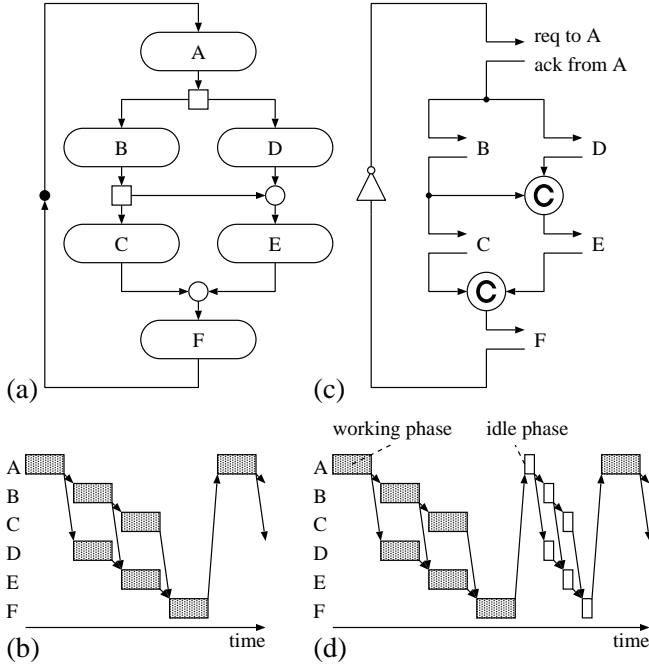 A
B
D
C
E
F
(a)
req to A
ack from A
B
D
C
C
E
C
F
(c)
A
B
C
D
E
F
time
(b)
working phase
idle phase
A
B
C
D
E
F
time
(d)